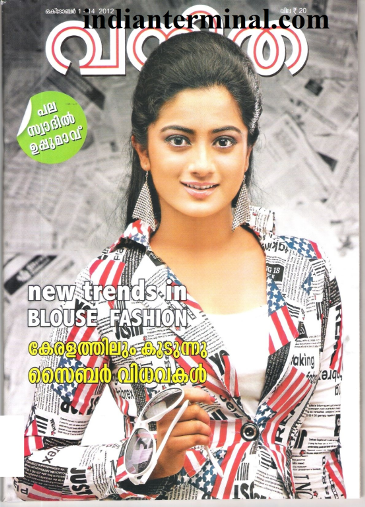 indianterminal.com
ഒക്ടോബർ 1 - 14 2012
വില ₹ 20
വനിത
പല
സ്വാദിൽ
ഉപ്പുമാവ്
new trends in
BLOUSE FASHION
കേരളത്തിലും കൂടുന്നു
സൈബർ വിധവകൾ